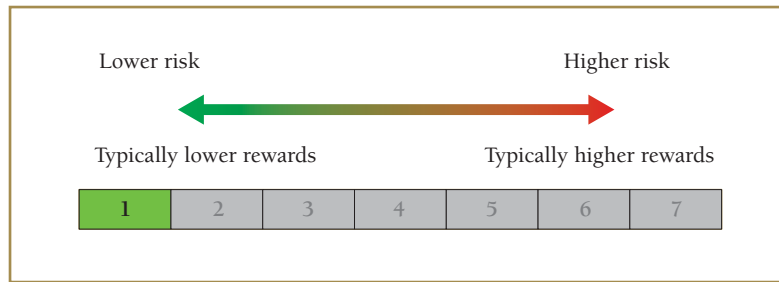 Lower risk Higher risk
Typically lower rewards Typically higher rewards
1 2 3 4 5 6 7